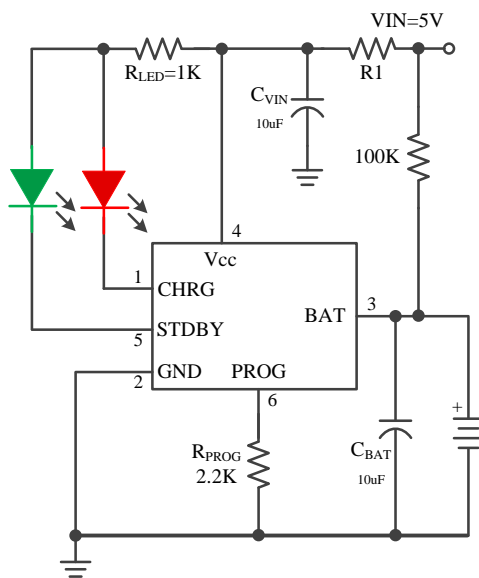 VIN=5V
RLED=1K
R1
CVIN
10uF
100K
4
Vcc
1
CHRG
3
BAT
STDBY
5
GND
2
PROG
6
+
RPROG
2.2K
CBAT
10uF